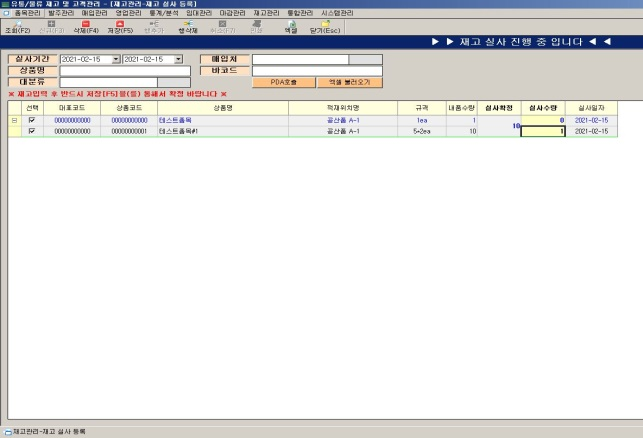 유통/물류 재고 및 고객관리 - [재고관리-재고 실사 등록]
품목관리 발주관리 매입관리 영업관리 통계/분석 임대관리 마감관리 재고관리 통합관리 시스템관리
조회(F2) 신규(F3) 삭제(F4) 저장(F5) 행추가 행삭제 취소(F7) 인쇄 엑셀 닫기(Esc)
▶ ▶ 재고 실사 진행 중 입니다 ◀ ◀
실사기간 2021-02-15 2021-02-15 매입처
상품명 바코드
대분류 PDA호출 엑셀 불러오기
※ 재고입력 후 반드시 저장[F5]을(를) 통해서 확정 바랍니다 ※
선택 대표코드 상품코드 상품명 적재위치명 규격 내품수량 실사확정 실사수량 실사일자
00000000000 00000000000 테스트품목 공산품 A-1 1ea 1 10 0 2021-02-15
00000000000 00000000001 테스트품목#1 공산품 A-1 5*2ea 10 1 2021-02-15
재고관리-재고 실사 등록